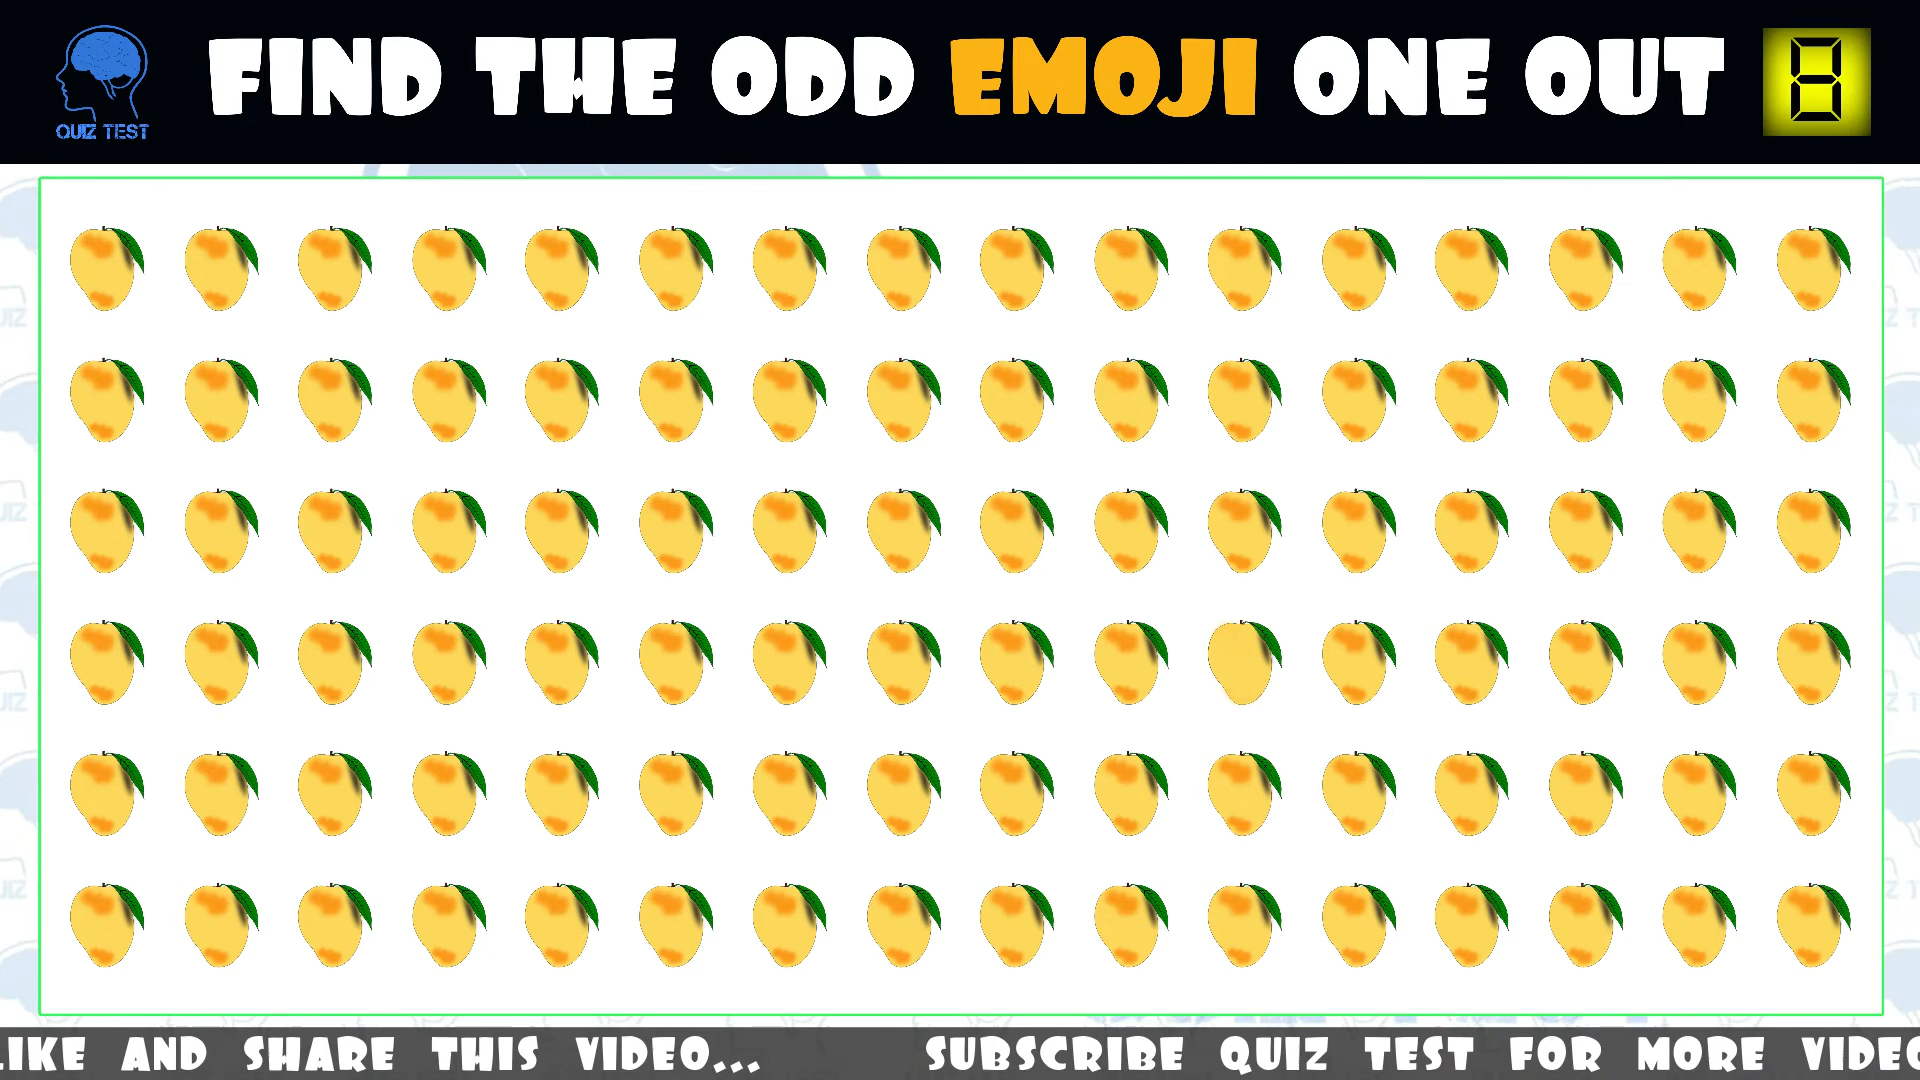 QUIZ TEST
FIND THE ODD EMOJI ONE OUT
8
LIKE AND SHARE THIS VIDEO... SUBSCRIBE QUIZ TEST FOR MORE VIDEO